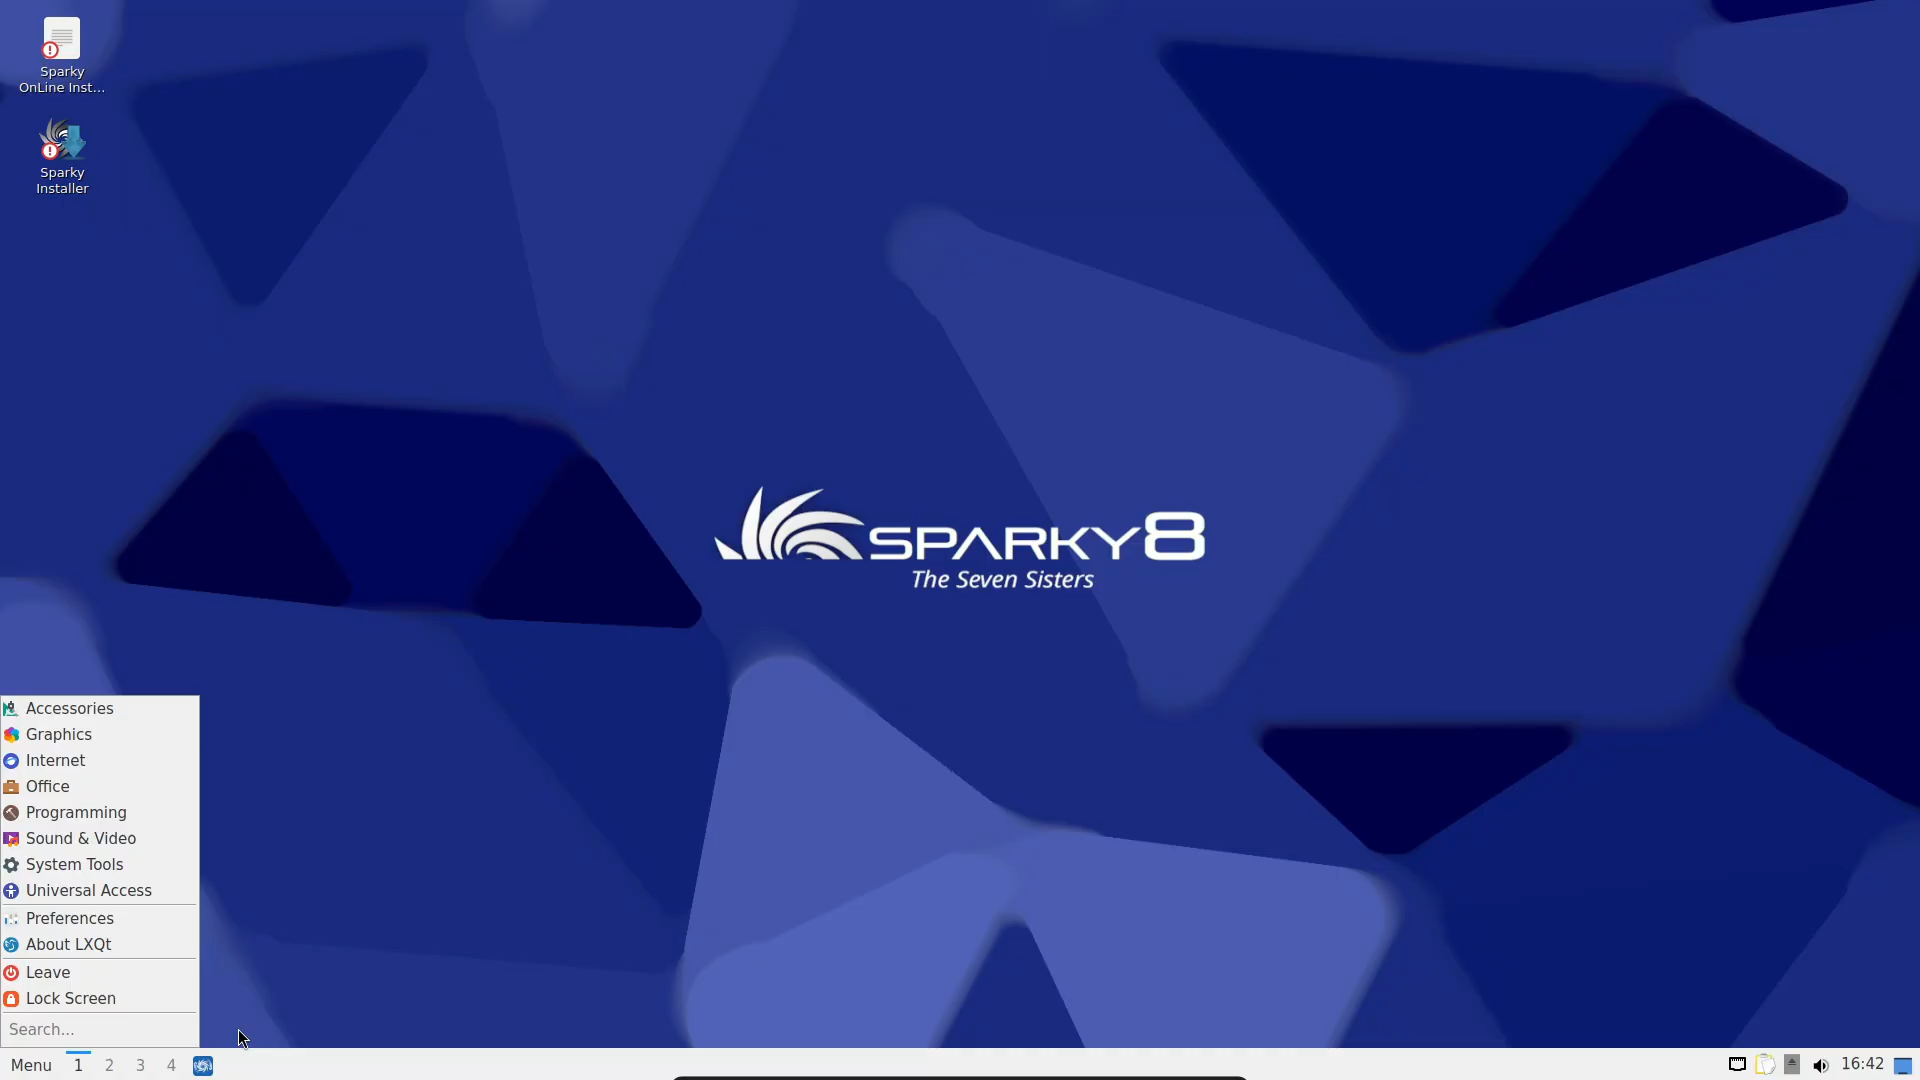 Sparky
OnLine Inst...
Sparky
Installer
SPARKY8
The Seven Sisters
Accessories
Graphics
Internet
Office
Programming
Sound & Video
System Tools
Universal Access
Preferences
About LXQt
Leave
Lock Screen
Search...
Menu 1 2 3 4
16:42